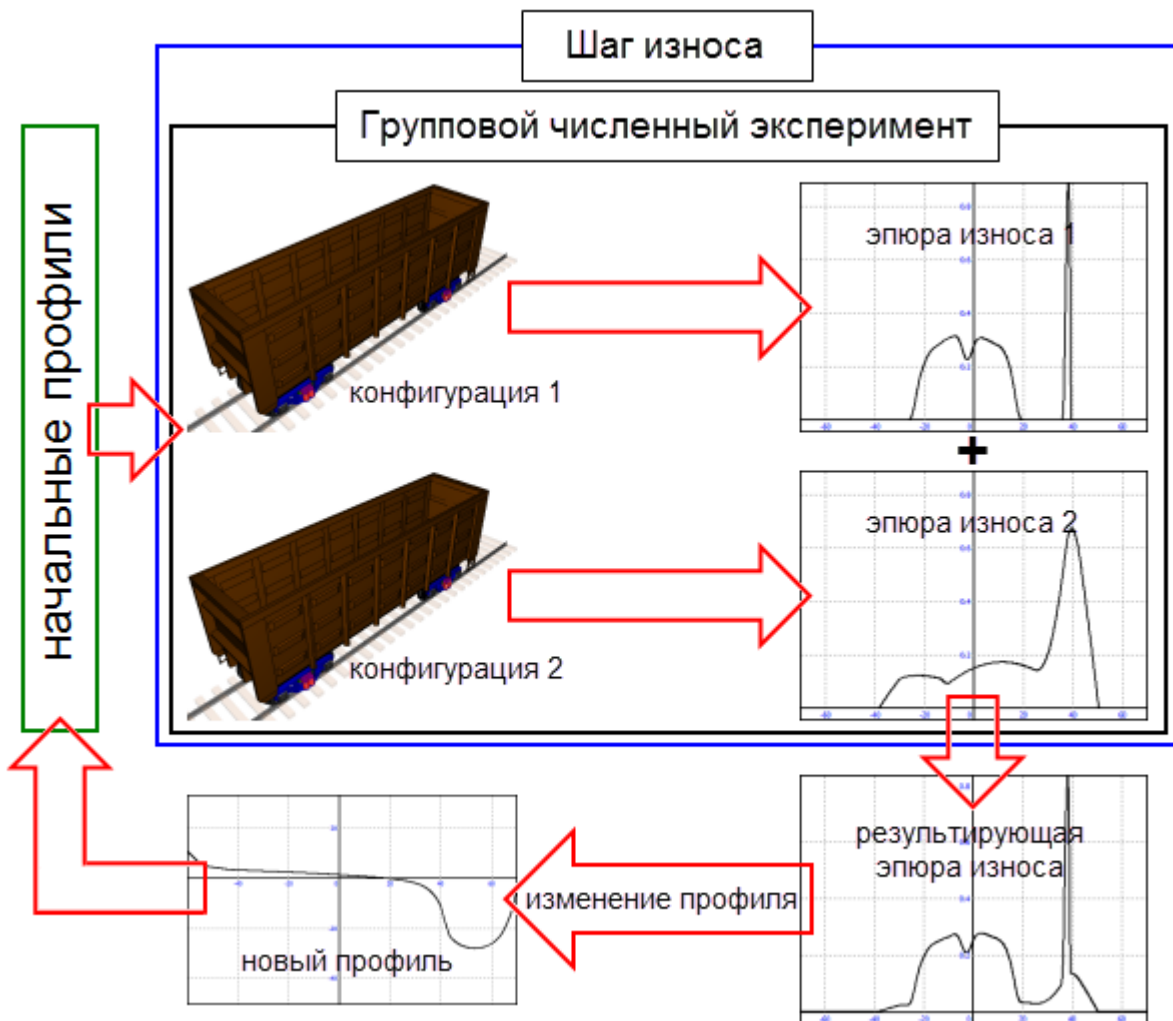 Шаг износа
Групповой численный эксперимент
начальные профили
эпюра износа 1
конфигурация 1
+
эпюра износа 2
конфигурация 2
результирующая
эпюра износа
изменение профиля
новый профиль